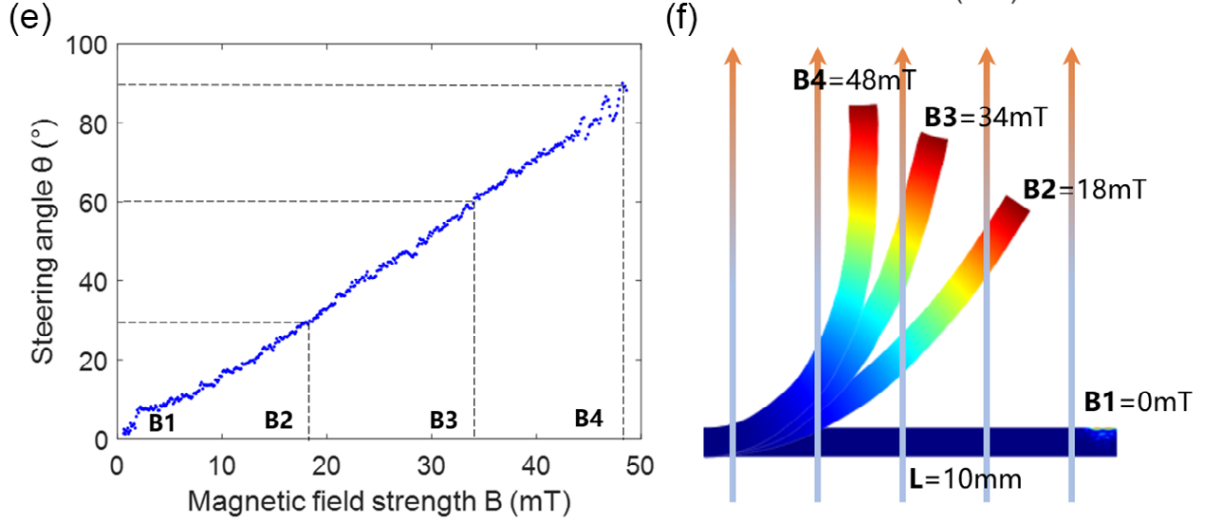 (e)
100
80
60
40
20
0
Steering angle θ (°)
B1
B2
B3
B4
0 10 20 30 40 50
Magnetic field strength B (mT)
(f)
B4=48mT
B3=34mT
B2=18mT
B1=0mT
L=10mm